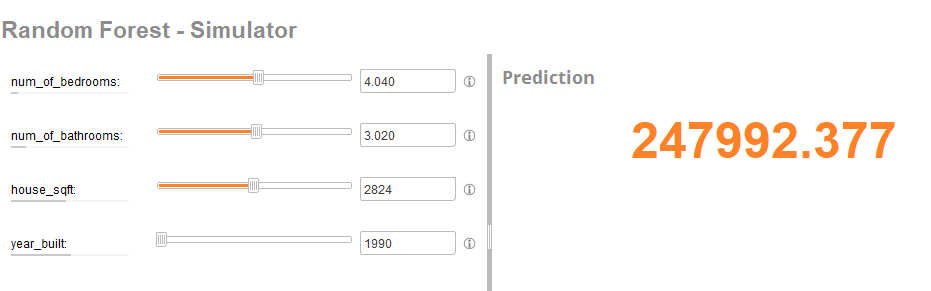 Random Forest - Simulator
num_of_bedrooms: 4.040
Prediction
num_of_bathrooms: 3.020
247992.377
house_sqft: 2824
year_built: 1990